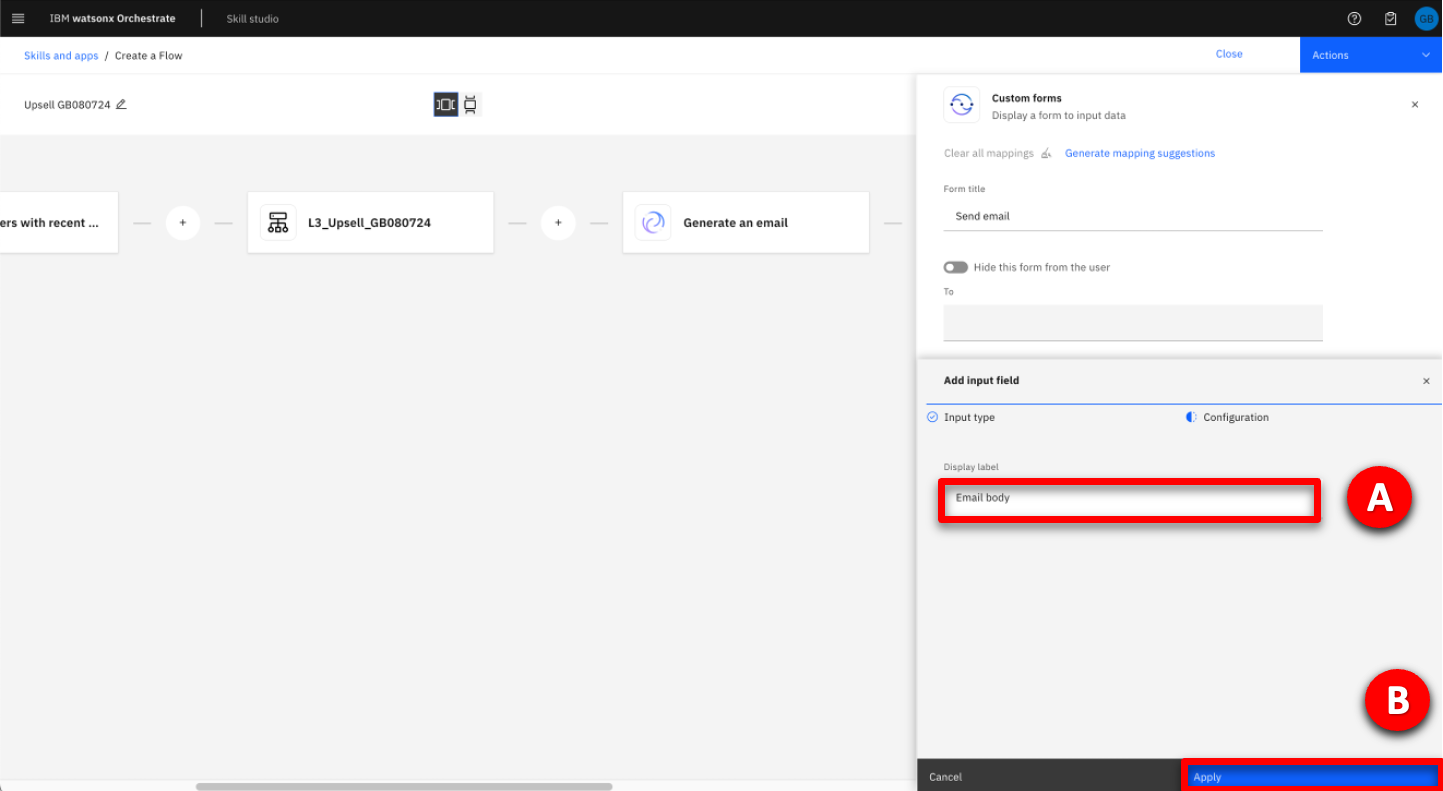 IBM watsonx Orchestrate
Skill studio
GB
Skills and apps / Create a Flow
Close
Actions
Upsell GB080724
Custom forms
Display a form to input data
Clear all mappings
Generate mapping suggestions
Form title
Send email
ers with recent ...
+
L3_Upsell_GB080724
+
Generate an email
Hide this form from the user
To
Add input field
Input type
Configuration
Display label
Email body
A
B
Cancel
Apply